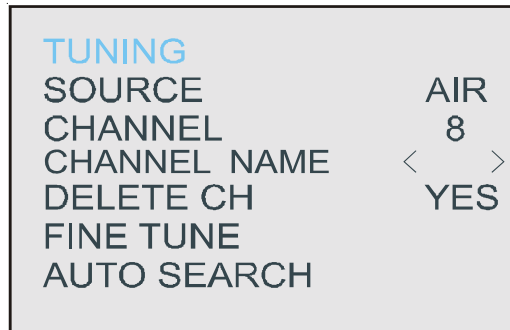 TUNING
SOURCE AIR
CHANNEL 8
CHANNEL NAME < >
DELETE CH YES
FINE TUNE
AUTO SEARCH